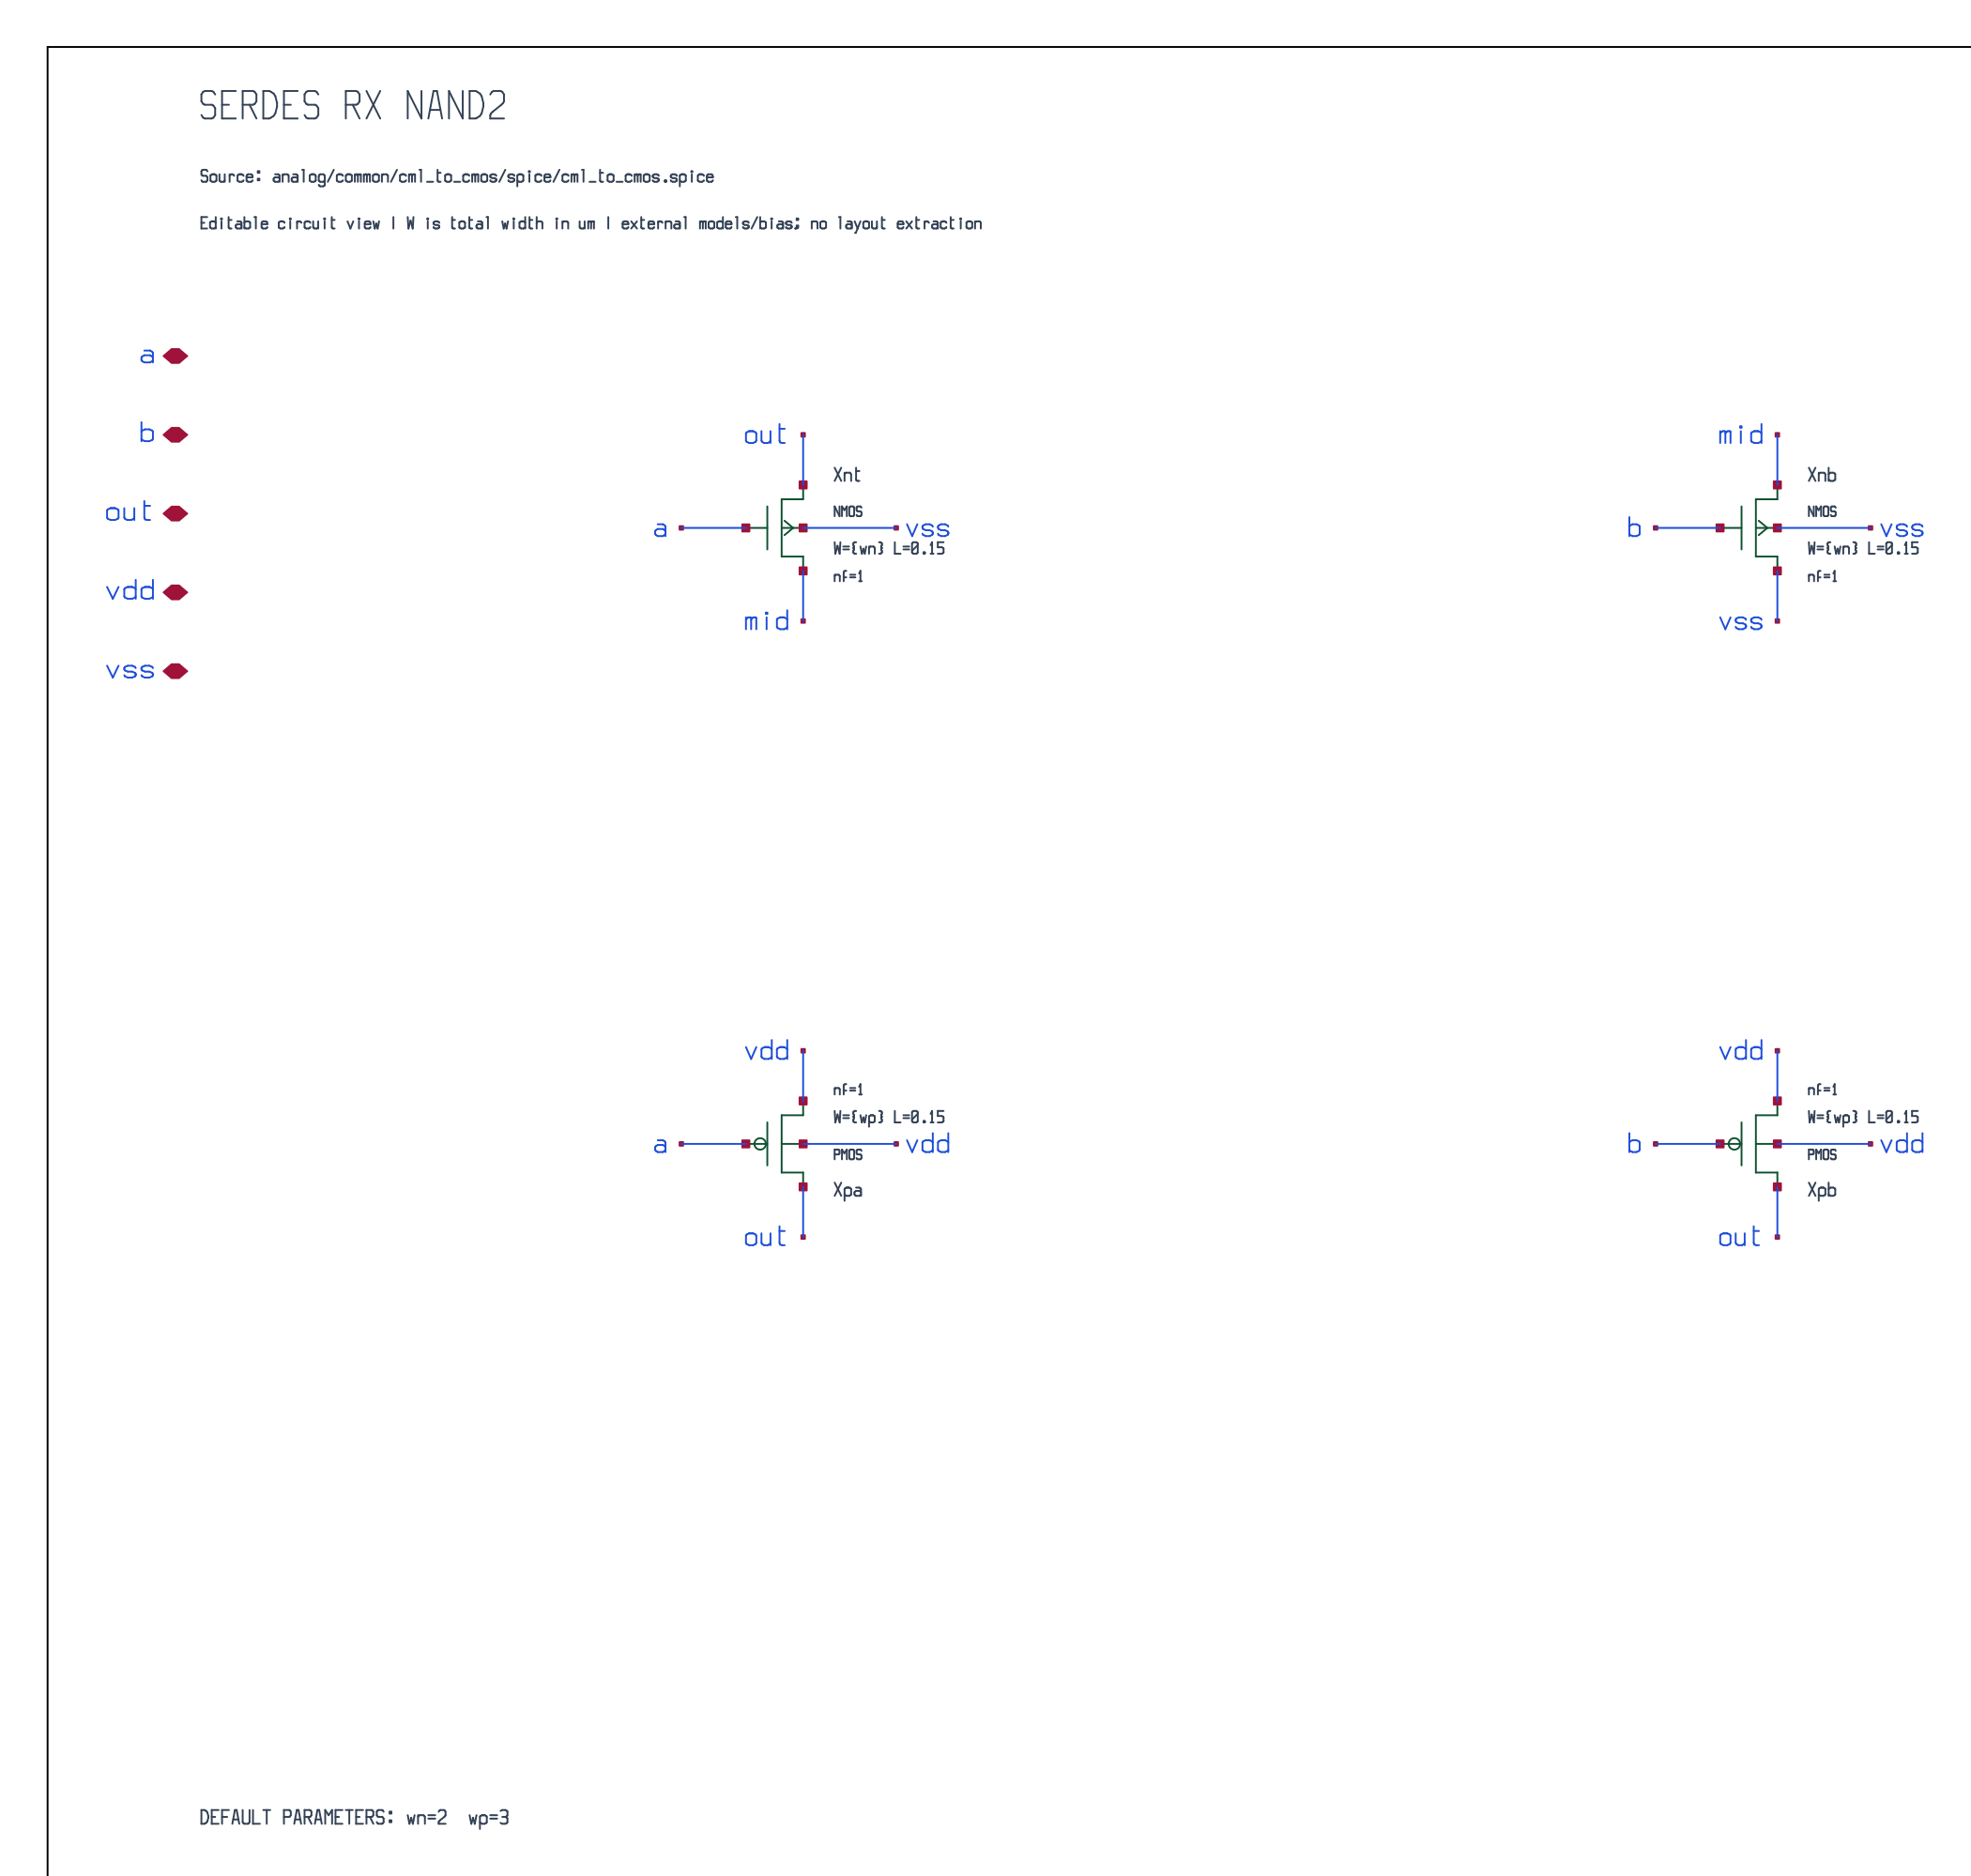 SERDES RX NAND2
Source: analog/common/cml_to_cmos/spice/cml_to_cmos.spice
Editable circuit view | W is total width in um | external models/bias; no layout extraction
a
b
out
vdd
vss
out
Xnt
NMOS
a
vss
W={wn} L=0.15
nf=1
mid
mid
Xnb
NMOS
b
vss
W={wn} L=0.15
nf=1
vss
vdd
nf=1
W={wp} L=0.15
a
vdd
PMOS
Xpa
out
vdd
nf=1
W={wp} L=0.15
b
vdd
PMOS
Xpb
out
DEFAULT PARAMETERS: wn=2  wp=3